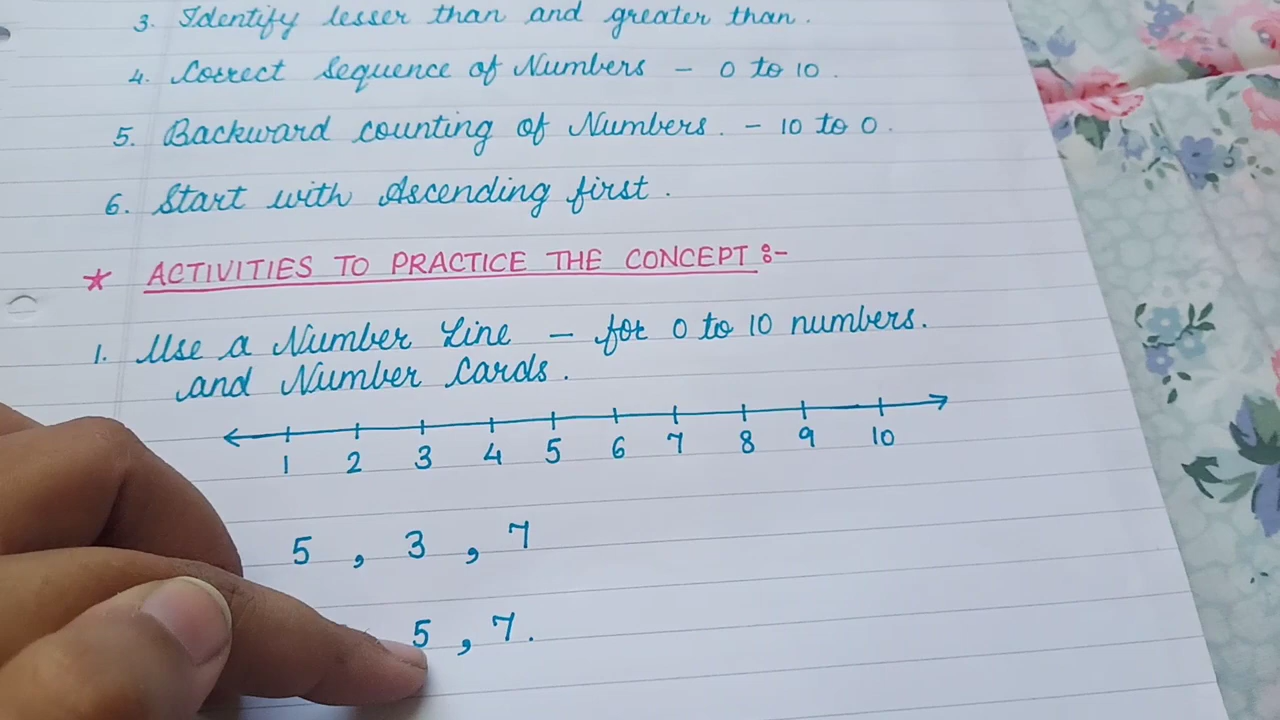 3. Identify lesser than and greater than.
4. Correct Sequence of Numbers - 0 to 10.
5. Backward counting of Numbers. - 10 to 0.
6. Start with Ascending first.
* ACTIVITIES TO PRACTICE THE CONCEPT :-
1. Use a Number Line - for 0 to 10 numbers.
and Number Cards.
1 2 3 4 5 6 7 8 9 10
5 , 3 , 7
5 , 7.